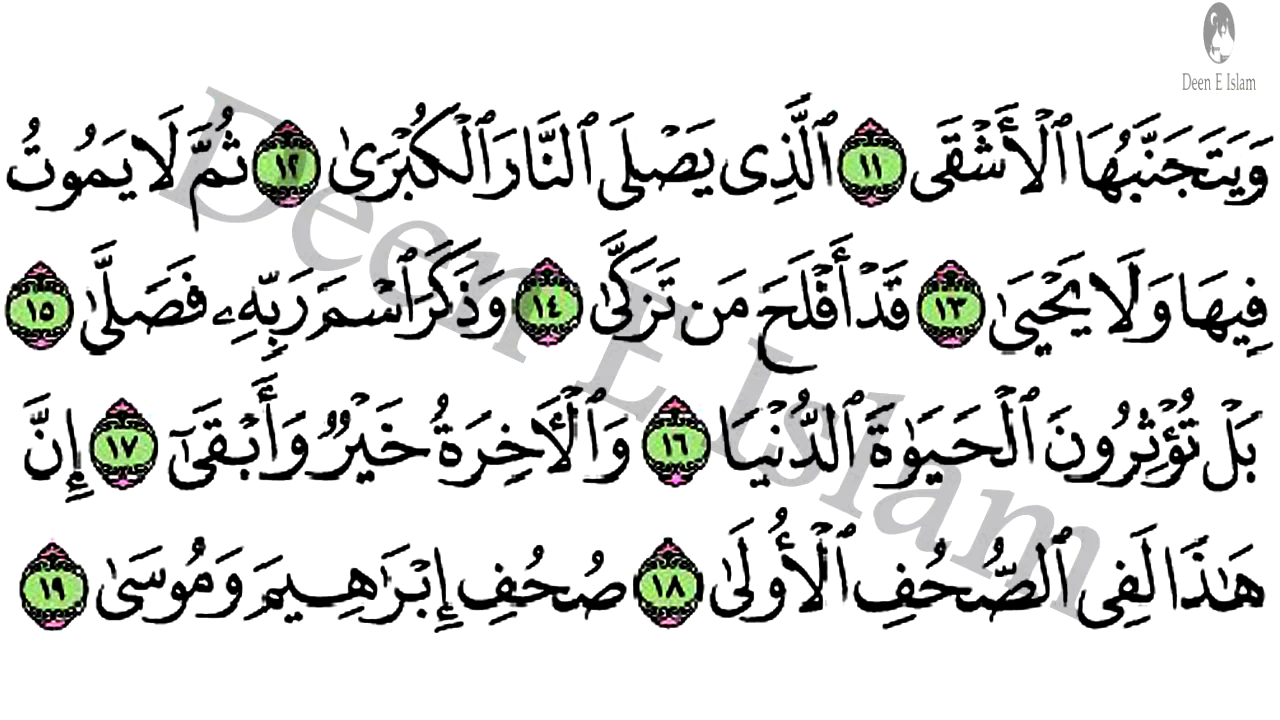 Deen E Islam
وَيَتَجَنَّبُهَا ٱلۡأَشۡقَى ١١ ٱلَّذِى يَصۡلَى ٱلنَّارَ ٱلۡكُبۡرَىٰ ١٢ ثُمَّ لَا يَمُوتُ
فِيهَا وَلَا يَحۡيَىٰ ١٣ قَدۡ أَفۡلَحَ مَن تَزَكَّىٰ ١٤ وَذَكَرَ ٱسۡمَ رَبِّهِۦ فَصَلَّىٰ ١٥
بَلۡ تُؤۡثِرُونَ ٱلۡحَيَوٰةَ ٱلدُّنۡيَا ١٦ وَٱلۡأَخِرَةُ خَيۡرٌ وَأَبۡقَىٰٓ ١٧ إِنَّ
هَٰذَا لَفِى ٱلصُّحُفِ ٱلۡأُولَىٰ ١٨ صُحُفِ إِبۡرَٰهِيمَ وَمُوسَىٰ ١٩
Deen E Islam